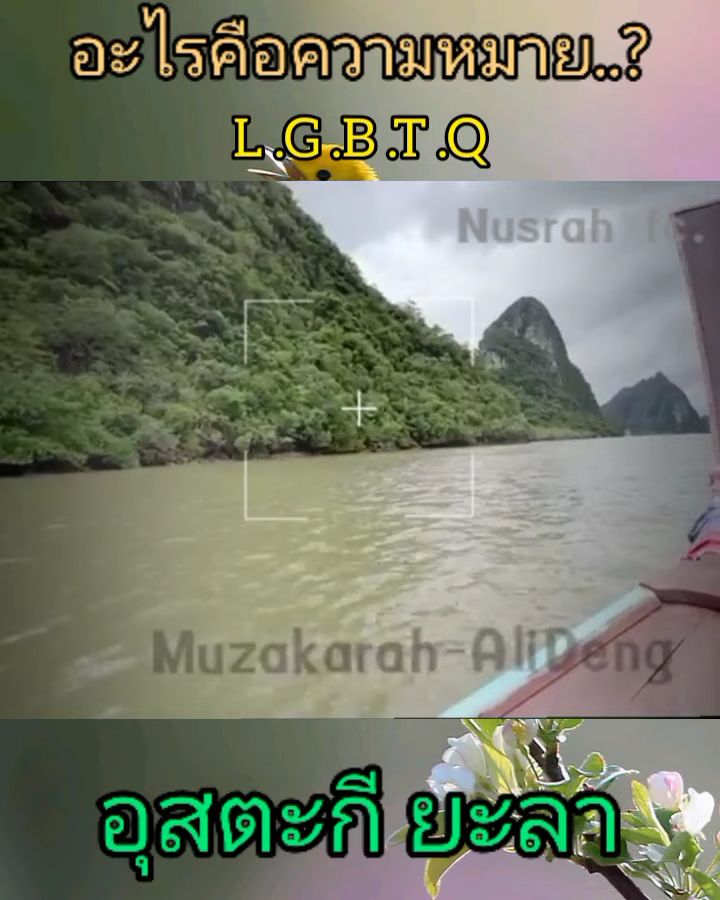 อะไรคือความหมาย..?
L.G.B.T.Q
Nusrah fc.
Muzakarah-AliDeng
อุสตะกี ยะลา